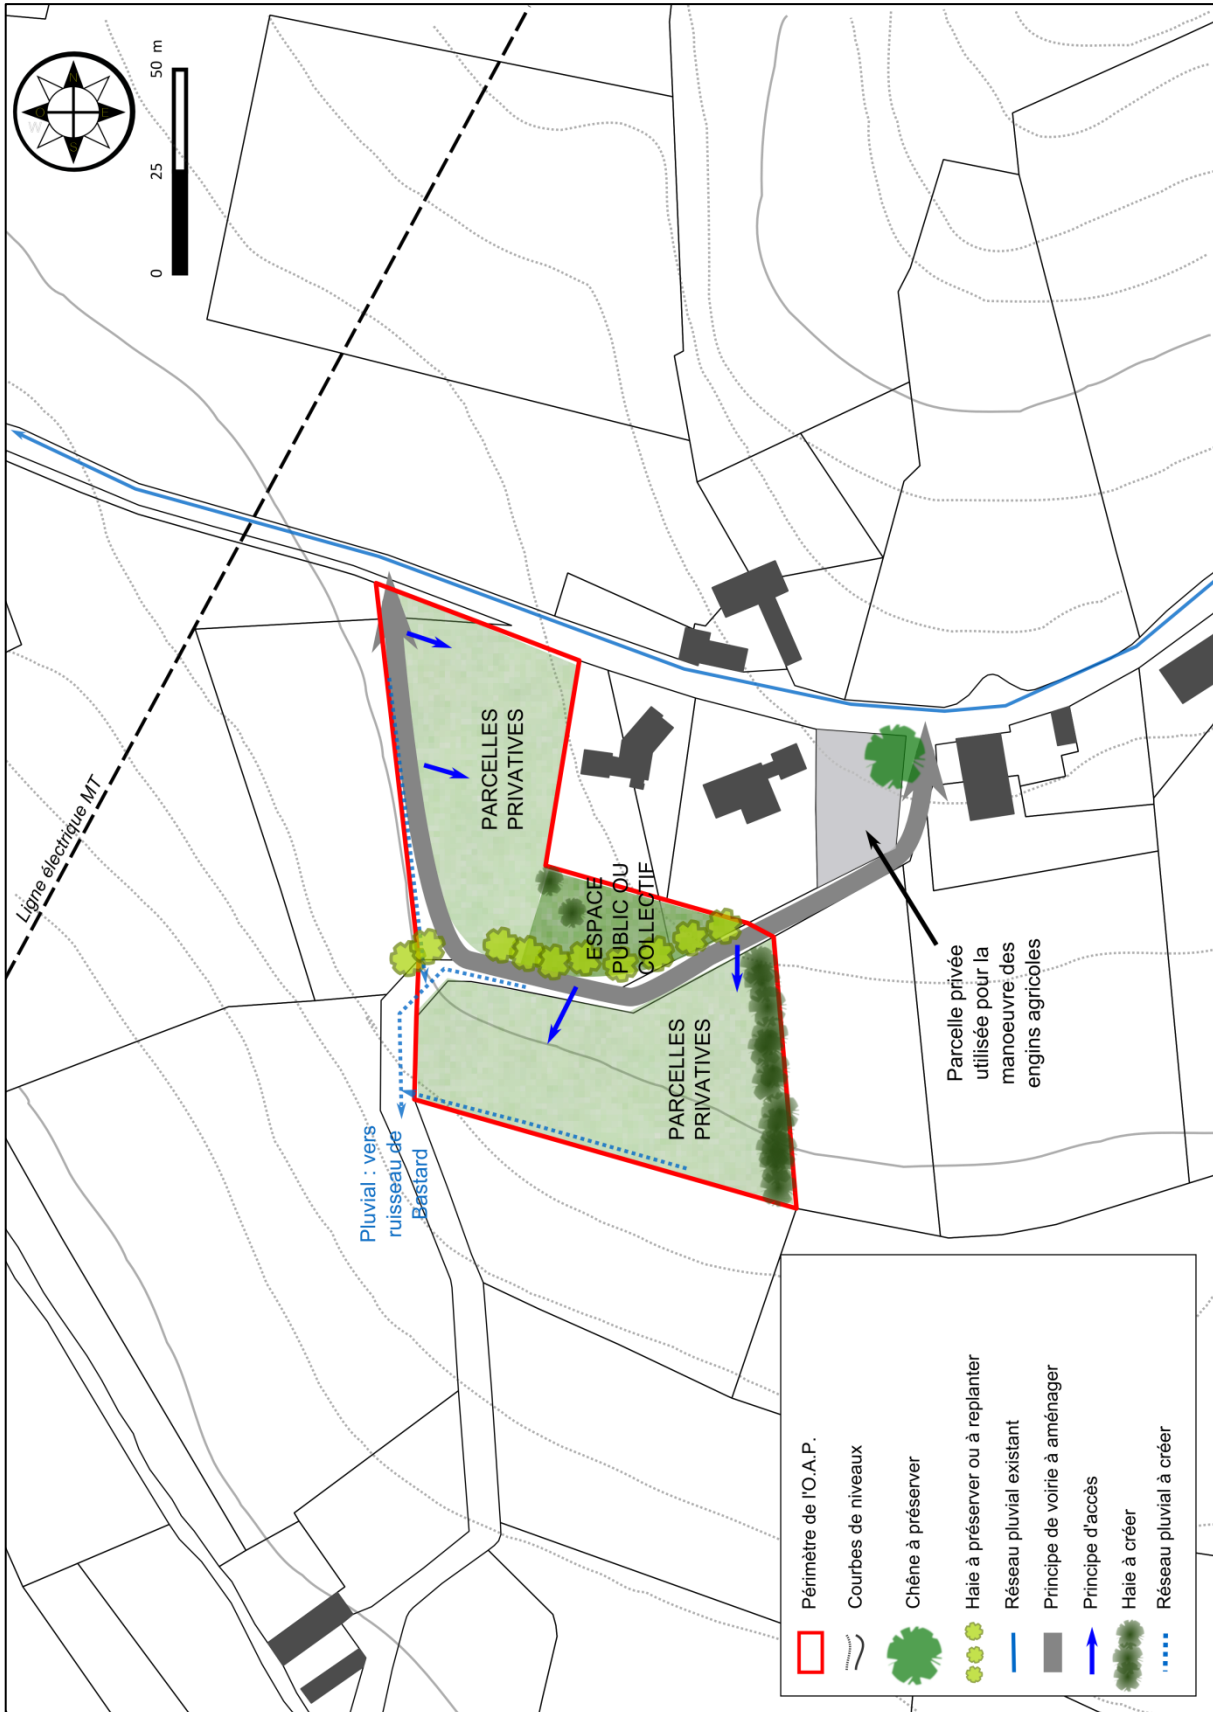 N
O
E
W
S
0
25
50 m
Ligne électrique MT
PARCELLES
PRIVATIVES
ESPACE
PUBLIC OU
COLLECTIF
PARCELLES
PRIVATIVES
Pluvial : vers
ruisseau de
Bastard
Parcelle privée
utilisée pour la
manoeuvre des
engins agricoles
Périmètre de l'O.A.P.
Courbes de niveaux
Chêne à préserver
Haie à préserver ou à replanter
Réseau pluvial existant
Principe de voirie à aménager
Principe d'accès
Haie à créer
Réseau pluvial à créer